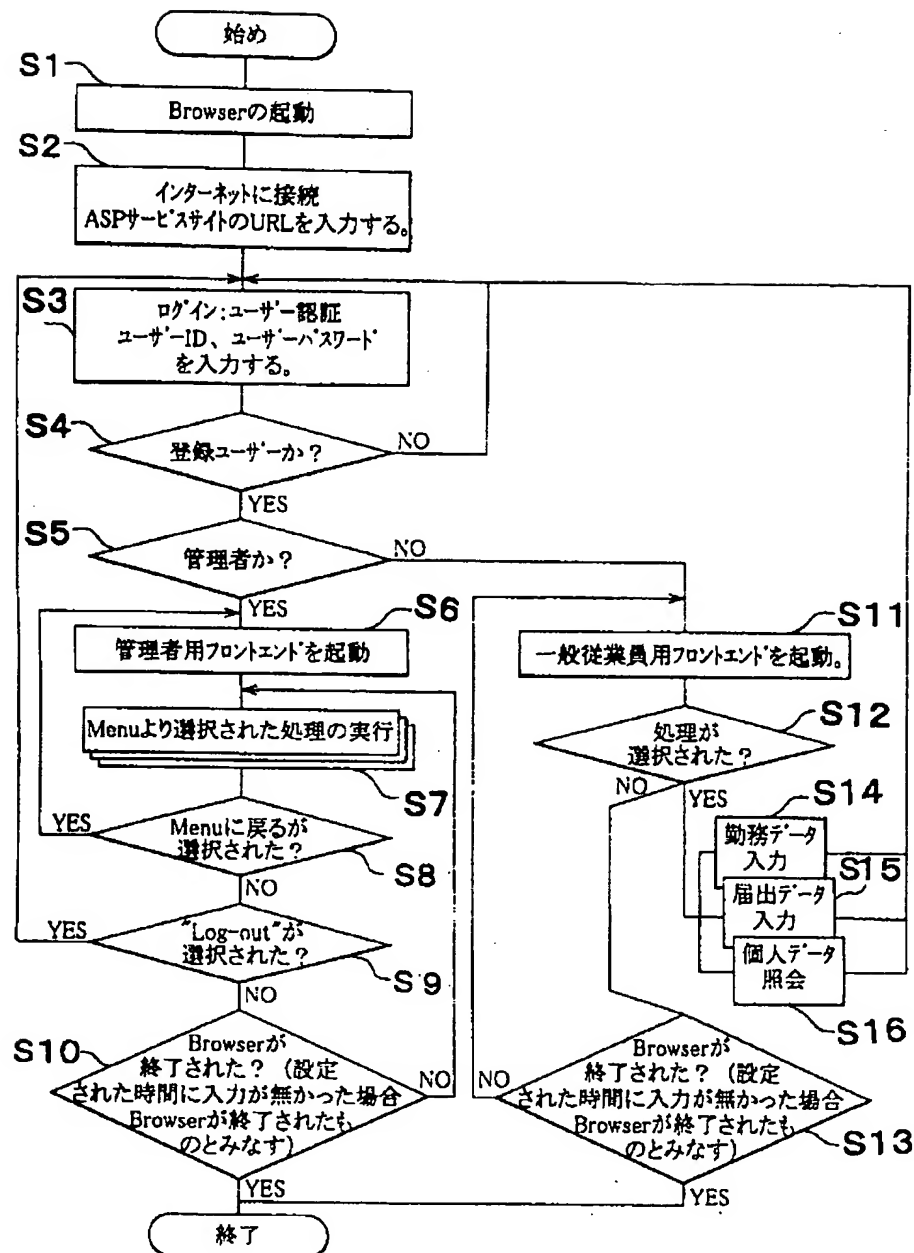 始め
S1
Browserの起動
S2
インターネットに接続
ASPサービスサイトのURLを入力する。
S3
ログイン:ユーザー認証
ユーザーID、ユーザーパスワード
を入力する。
S4
登録ユーザーか?
NO
YES
S5
管理者か?
NO
YES
S6
管理者用フロントエンドを起動
S11
一般従業員用フロントエンドを起動。
Menuより選択された処理の実行
S7
S12
処理が
選択された?
NO
YES
YES
Menuに戻るが
選択された?
S8
NO
S14
勤務データ
入力
S15
届出データ
入力
個人データ
照会
S16
YES
"Log-out"が
選択された?
S9
NO
S10
Browserが
終了された? (設定
された時間に入力が無かった場合
Browserが終了されたも
のとみなす)
NO
YES
Browserが
終了された? (設定
された時間に入力が無かった場合
Browserが終了されたも
のとみなす)
NO
S13
YES
終了